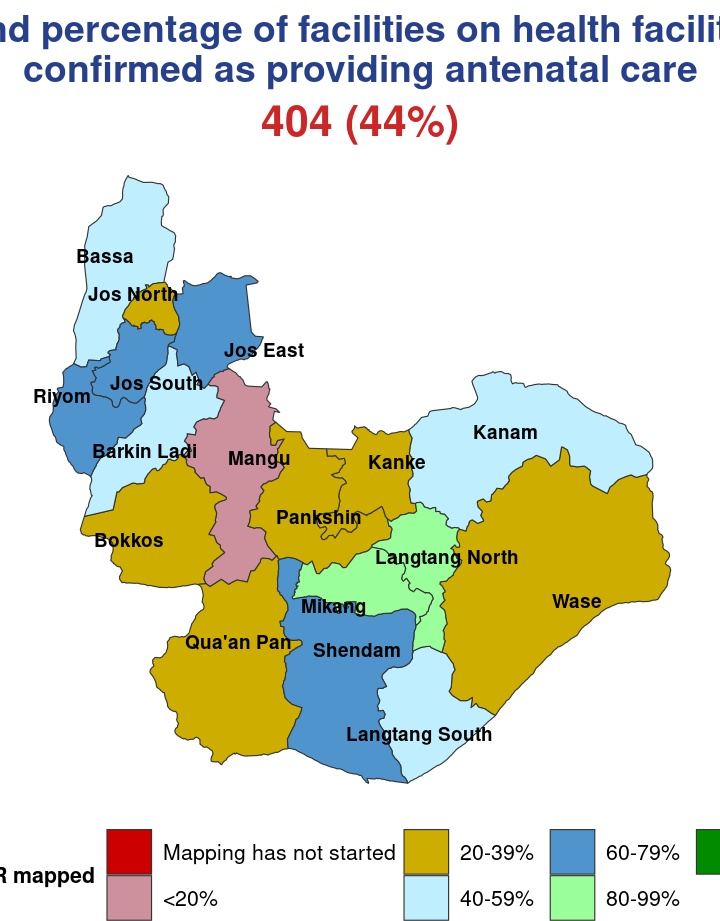 nd percentage of facilities on health facilit
confirmed as providing antenatal care
404 (44%)
Bassa
Jos North
Jos East
Jos South
Riyom
Kanam
Barkin Ladi
Mangu
Kanke
Pankshin
Bokkos
Langtang North
Wase
Mikang
Qua'an Pan
Shendam
Langtang South
R mapped
Mapping has not started
<20%
20-39%
40-59%
60-79%
80-99%